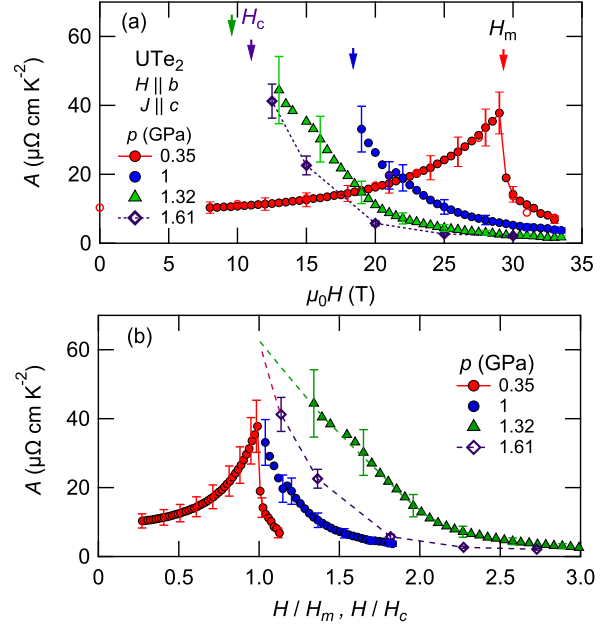 (a)
H_c
H_m
UTe₂
H || b
J || c
p (GPa)
0.35
1
1.32
1.61
A (μΩ cm K⁻²)
60
40
20
0
0 5 10 15 20 25 30 35
μ₀H (T)
(b)
p (GPa)
0.35
1
1.32
1.61
A (μΩ cm K⁻²)
60
40
20
0
0.0 0.5 1.0 1.5 2.0 2.5 3.0
H / H_m , H / H_c